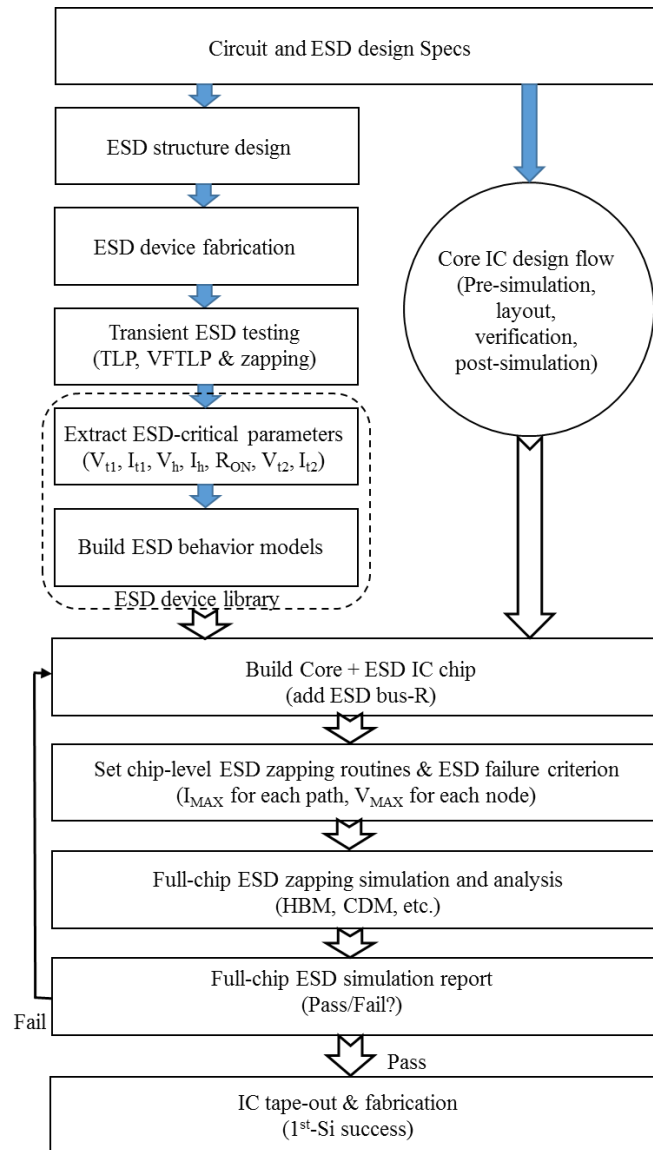 Circuit and ESD design Specs
ESD structure design
ESD device fabrication
Transient ESD testing
(TLP, VFTLP & zapping)
Extract ESD-critical parameters
(Vt1, It1, Vh, Ih, RON, Vt2, It2)
Build ESD behavior models
ESD device library
Core IC design flow
(Pre-simulation,
layout,
verification,
post-simulation)
Build Core + ESD IC chip
(add ESD bus-R)
Set chip-level ESD zapping routines & ESD failure criterion
(IMAX for each path, VMAX for each node)
Full-chip ESD zapping simulation and analysis
(HBM, CDM, etc.)
Full-chip ESD simulation report
(Pass/Fail?)
Fail
Pass
IC tape-out & fabrication
(1st-Si success)